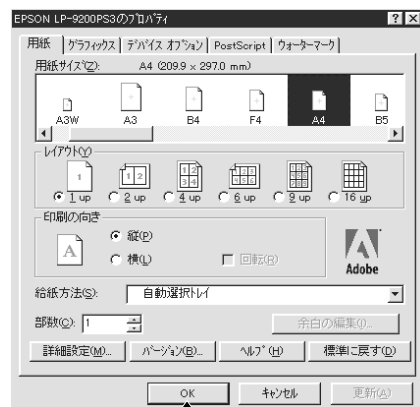 EPSON LP-9200PS3のプロパティ
用紙 グラフィックス デバイス オプション PostScript ウォーターマーク
用紙サイズ(Z): A4 (209.9 x 297.0 mm)
A3W A3 B4 F4 A4 B5
レイアウト(Y)
1 up 2 up 4 up 6 up 9 up 16 up
印刷の向き
縦(P)
横(L) 回転(R)
Adobe
給紙方法(S): 自動選択トレイ
部数(C): 1 余白の編集(I)...
詳細設定(M)... バージョン(B)... ヘルプ(H) 標準に戻す(D)
OK キャンセル 更新(A)